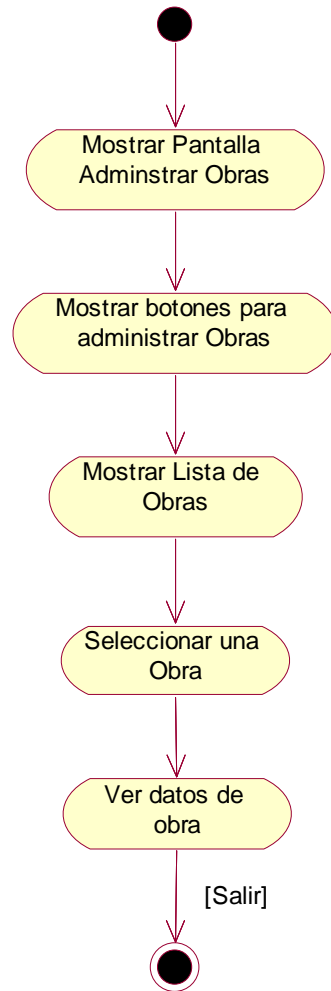 Mostrar Pantalla
Adminstrar Obras
Mostrar botones para
administrar Obras
Mostrar Lista de
Obras
Seleccionar una
Obra
Ver datos de
obra
[Salir]